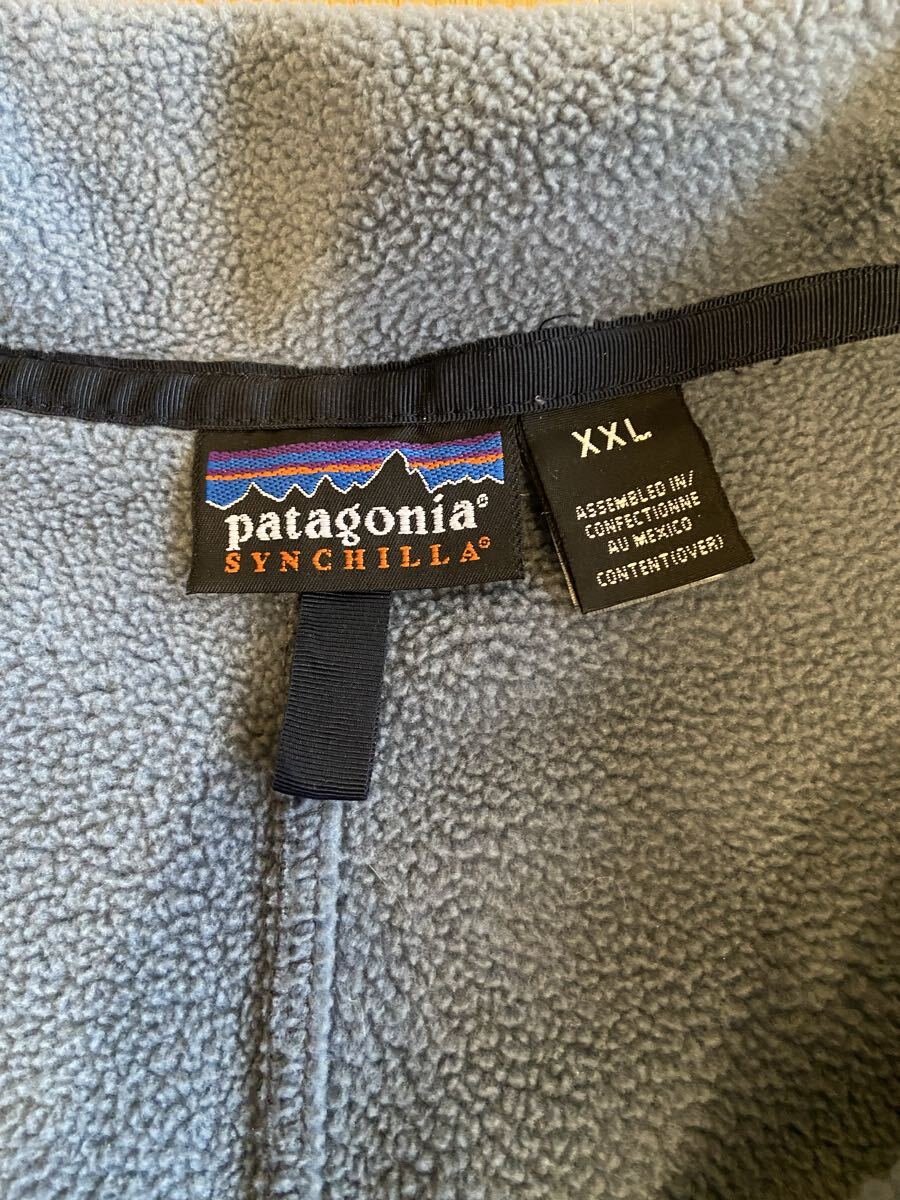 patagonia®
SYNCHILLA®
XXL
ASSEMBLED IN/
CONFECTIONNE
AU MEXICO
CONTENT(OVER)